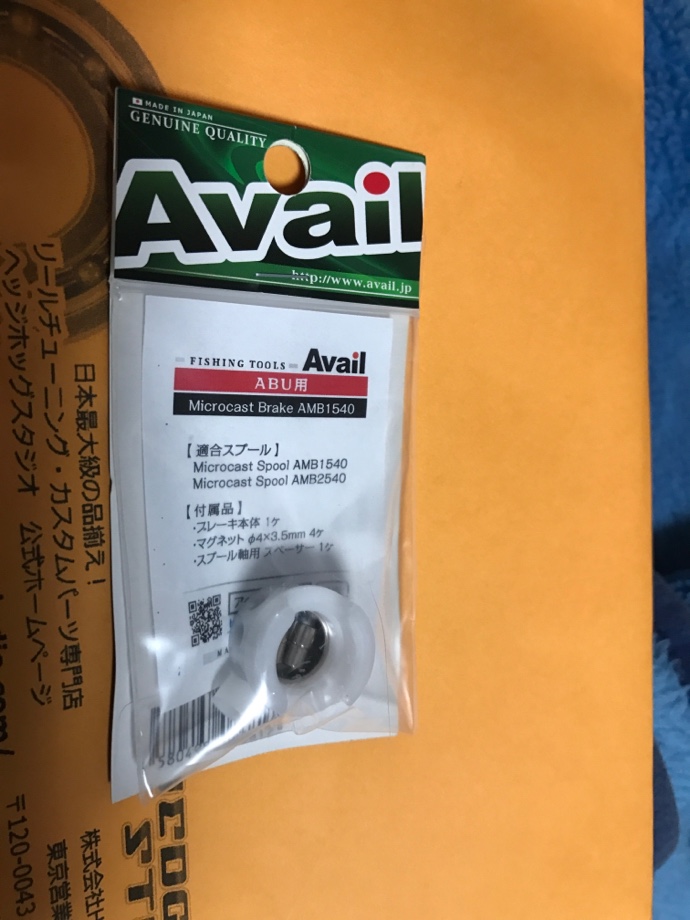 MADE IN JAPAN
GENUINE QUALITY
Avail
http://www.avail.jp
FISHING TOOLS Avail
ABU用
Microcast Brake AMB1540
【 適合スプール 】
Microcast Spool AMB1540
Microcast Spool AMB2540
【 付属品 】
・ブレーキ本体 1ケ
・マグネット φ4×3.5mm 4ケ
・スプール軸用 スペーサー 1ケ
日本最大級の品揃え！
リールチューニング・カスタムパーツ専門店
ヘッジホッグスタジオ 公式ホームページ
株式会社
東京営業
〒120-0043